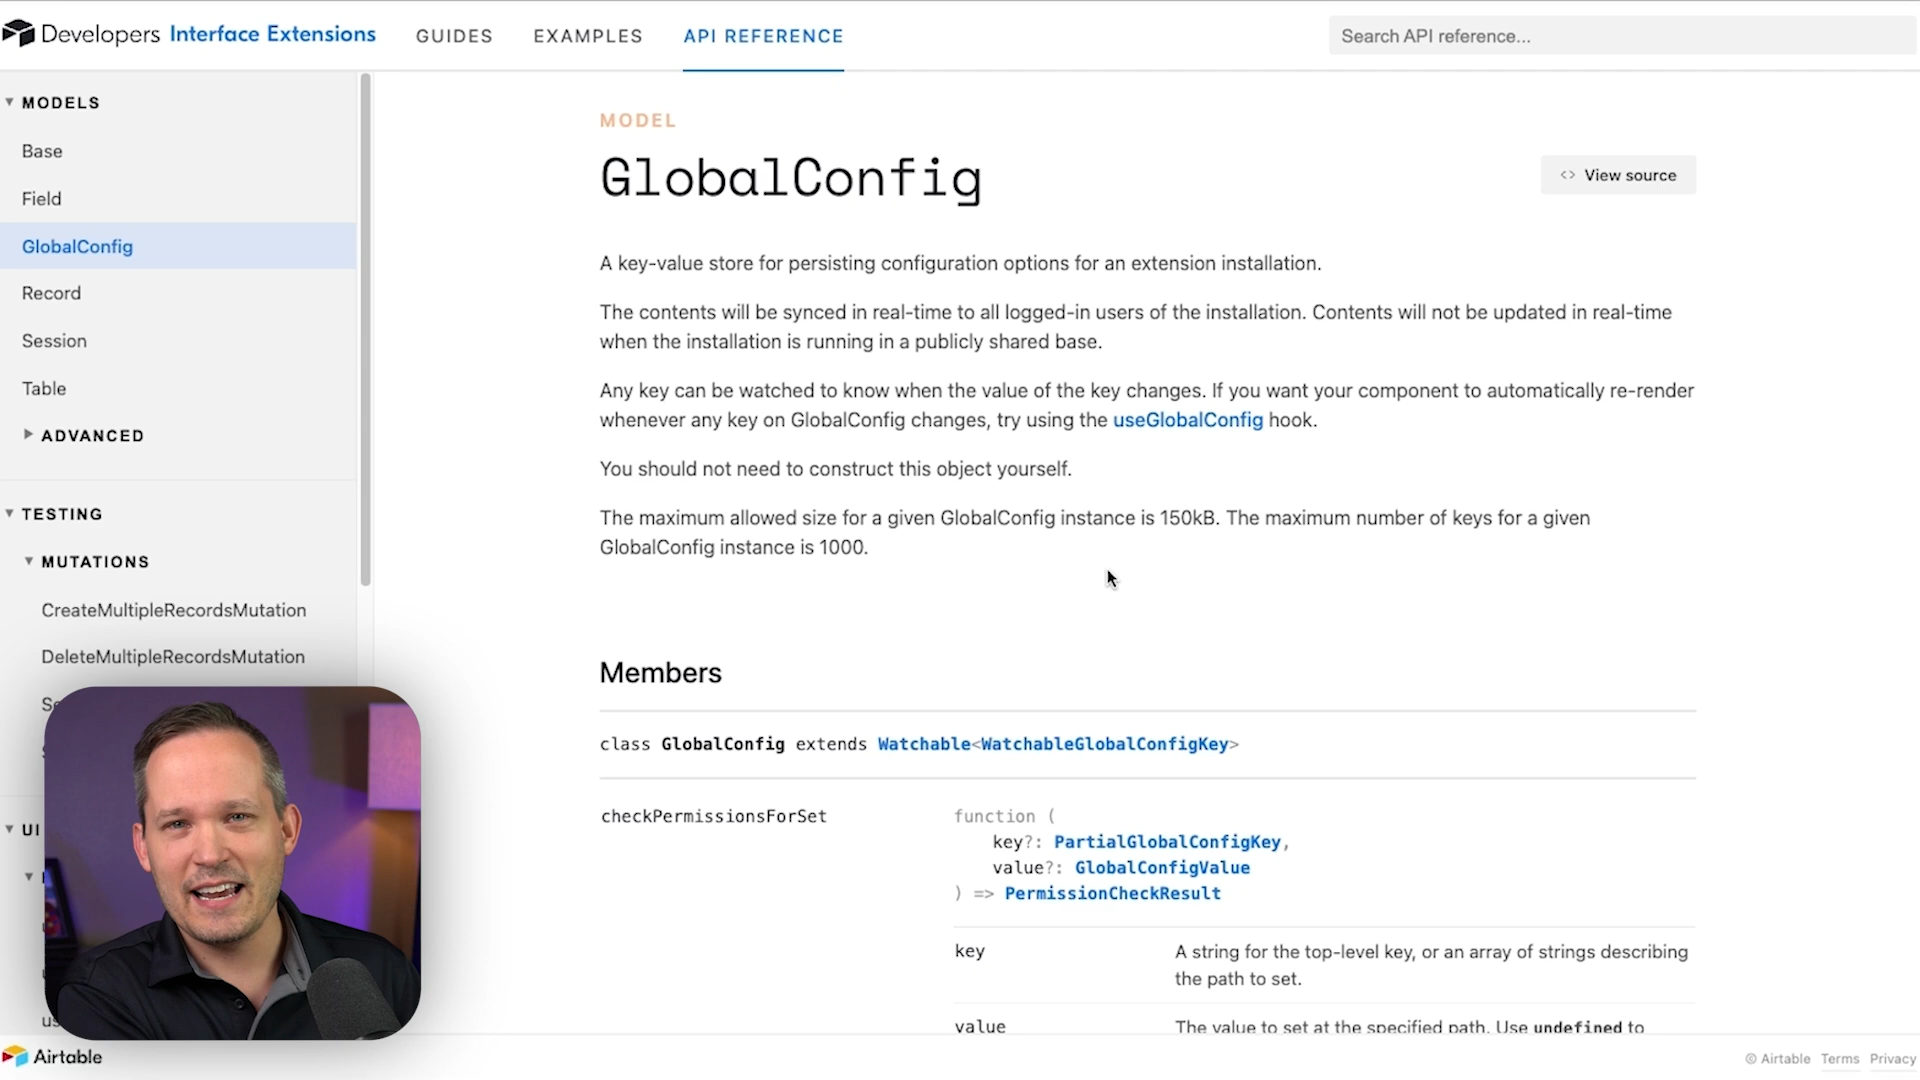 Developers Interface Extensions GUIDES EXAMPLES API REFERENCE Search API reference...
MODELS
Base
Field
GlobalConfig
Record
Session
Table
ADVANCED
TESTING
MUTATIONS
CreateMultipleRecordsMutation
DeleteMultipleRecordsMutation
UI
MODEL
GlobalConfig
<> View source
A key-value store for persisting configuration options for an extension installation.
The contents will be synced in real-time to all logged-in users of the installation. Contents will not be updated in real-time
when the installation is running in a publicly shared base.
Any key can be watched to know when the value of the key changes. If you want your component to automatically re-render
whenever any key on GlobalConfig changes, try using the useGlobalConfig hook.
You should not need to construct this object yourself.
The maximum allowed size for a given GlobalConfig instance is 150kB. The maximum number of keys for a given
GlobalConfig instance is 1000.
Members
class GlobalConfig extends Watchable<WatchableGlobalConfigKey>
checkPermissionsForSet
function (
key?: PartialGlobalConfigKey,
value?: GlobalConfigValue
) => PermissionCheckResult
key A string for the top-level key, or an array of strings describing
the path to set.
value The value to set at the specified path. Use undefined to
Airtable
© Airtable Terms Privacy